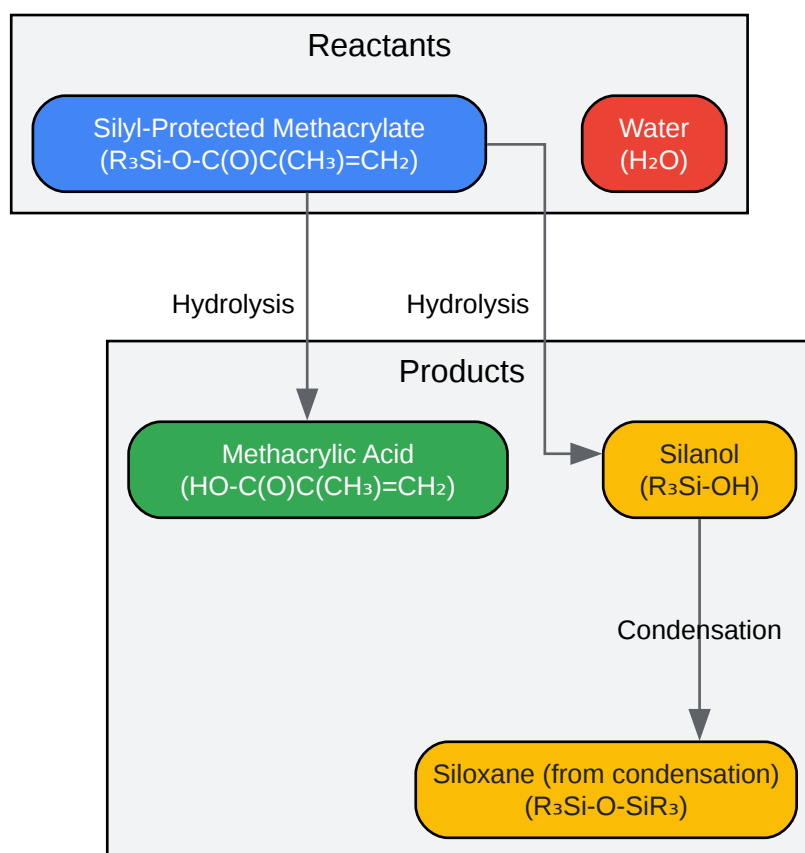 Reactants
Silyl-Protected Methacrylate
(R₃Si-O-C(O)C(CH₃)=CH₂)
Water
(H₂O)
Hydrolysis
Hydrolysis
Products
Methacrylic Acid
(HO-C(O)C(CH₃)=CH₂)
Silanol
(R₃Si-OH)
Condensation
Siloxane (from condensation)
(R₃Si-O-SiR₃)